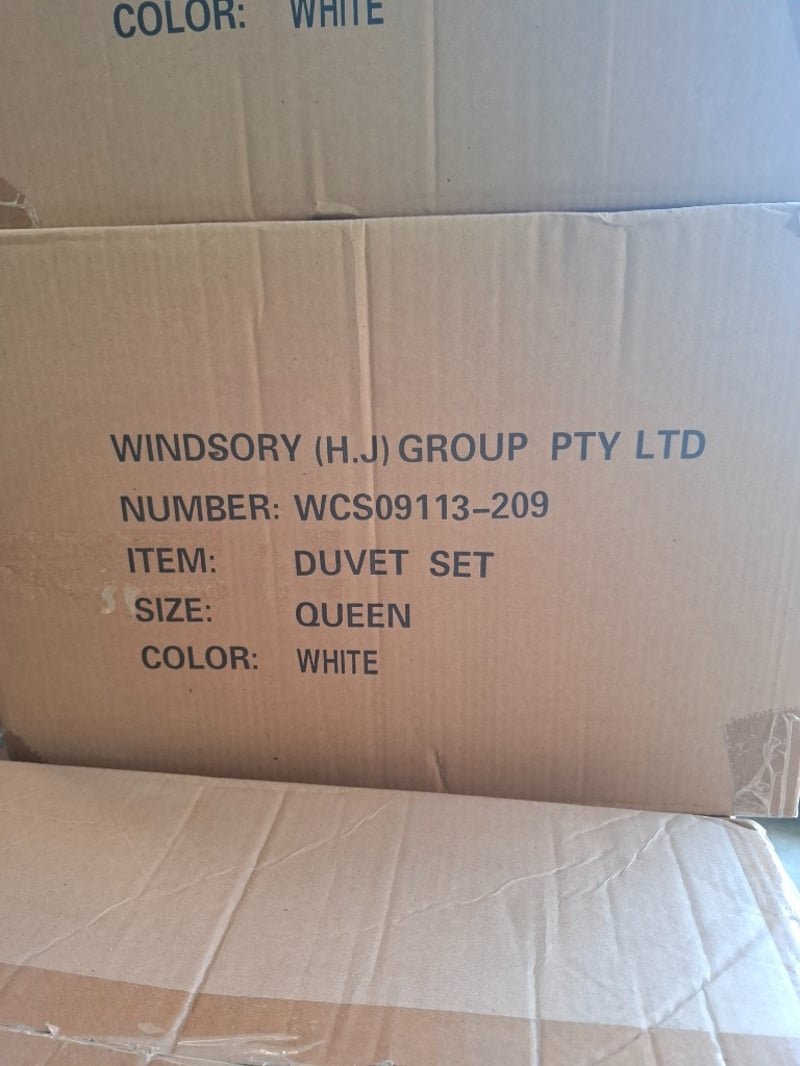 COLOR: WHITE
WINDSORY (H.J) GROUP PTY LTD
NUMBER: WCS09113-209
ITEM: DUVET SET
SIZE: QUEEN
COLOR: WHITE